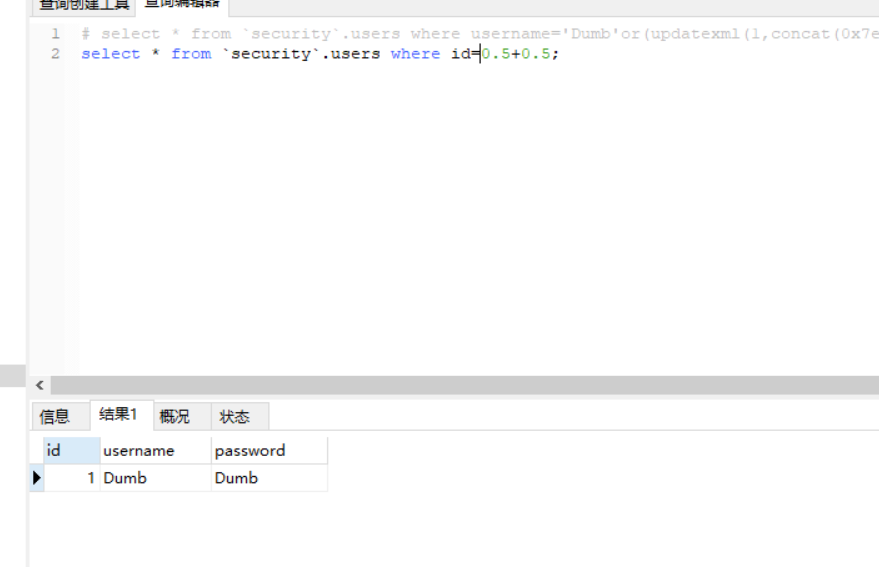 查询创建工具 查询编辑器
1 # select * from `security`.users where username='Dumb'or(updatexml(1,concat(0x7e
2 select * from `security`.users where id=0.5+0.5;
<
信息 结果1 概况 状态
id username password
1 Dumb Dumb